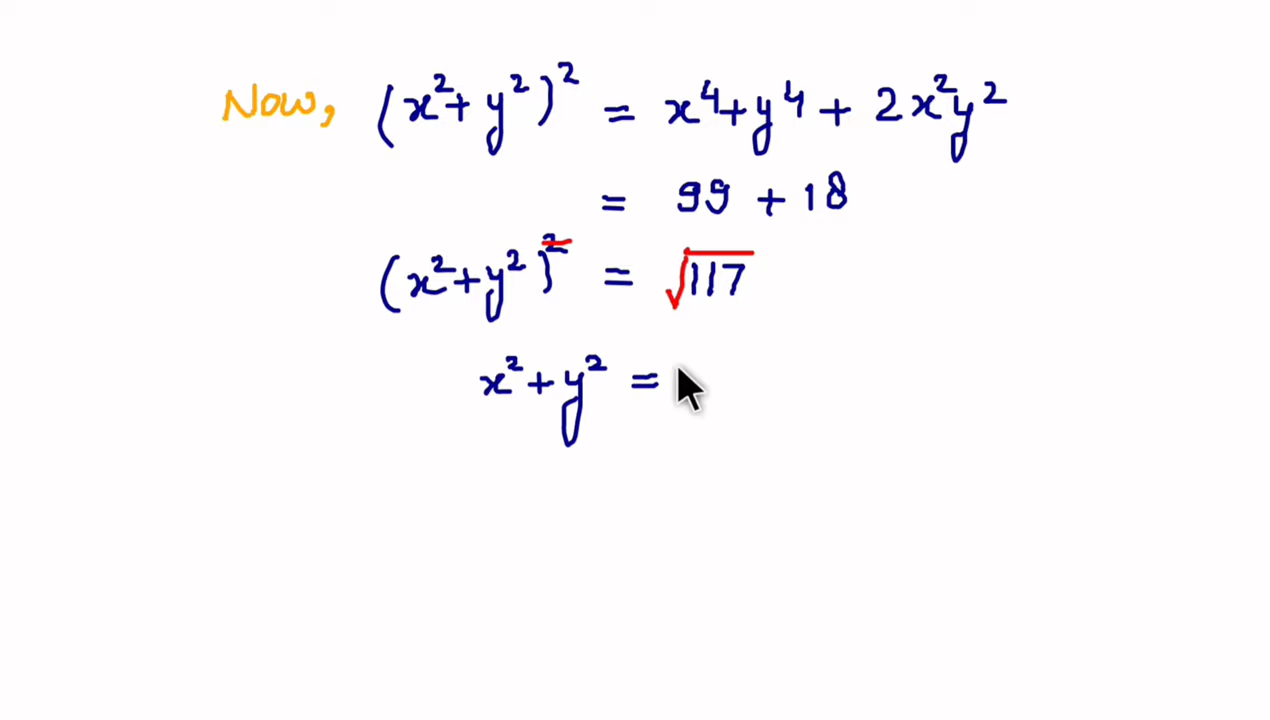 Now, (x²+y²)² = x⁴+y⁴ + 2x²y²
= 99 + 18
(x²+y²)² = √117
x²+y² =